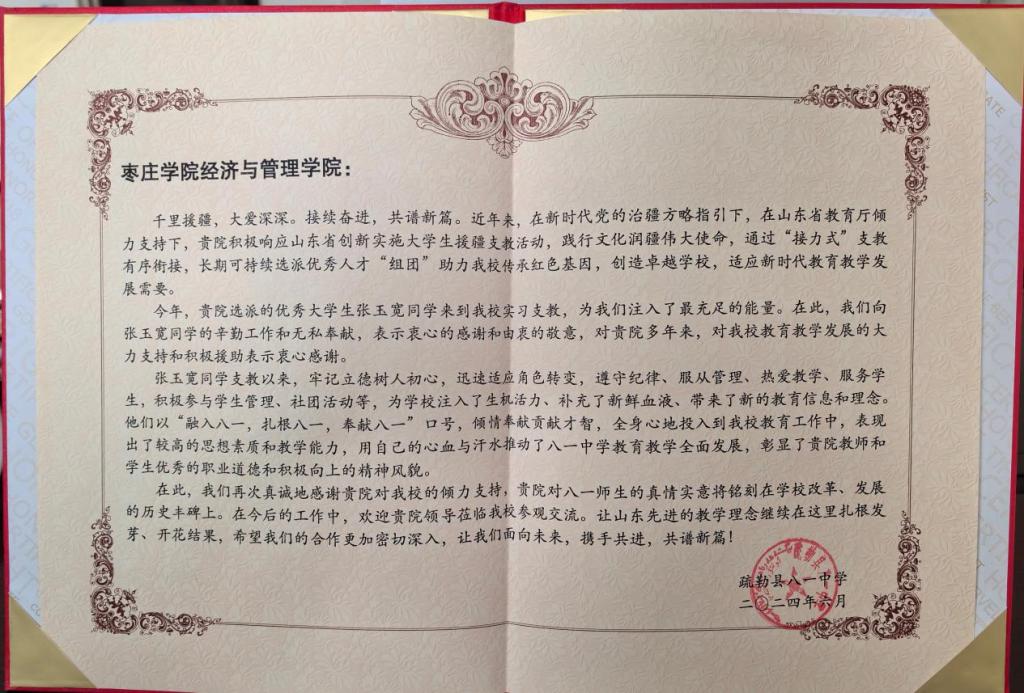 枣庄学院经济与管理学院：
千里援疆，大爱深深。接续奋进，共谱新篇。近年来，在新时代党的治疆方略指引下，在山东省教育厅倾
力支持下，贵院积极响应山东省创新实施大学生援疆支教活动，践行文化润疆伟大使命，通过“接力式”支教
有序衔接，长期可持续选派优秀人才“组团”助力我校传承红色基因，创造卓越学校，适应新时代教育教学发
展需要。
今年，贵院选派的优秀大学生张玉宽同学来到我校实习支教，为我们注入了最充足的能量。在此，我们向
张玉宽同学的辛勤工作和无私奉献，表示衷心的感谢和由衷的敬意，对贵院多年来，对我校教育教学发展的大
力支持和积极援助表示衷心感谢。
张玉宽同学支教以来，牢记立德树人初心，迅速适应角色转变，遵守纪律、服从管理、热爱教学、服务学
生，积极参与学生管理、社团活动等，为学校注入了生机活力、补充了新鲜血液、带来了新的教育信息和理念。
他们以“融入八一，扎根八一，奉献八一”口号，倾情奉献贡献才智，全身心地投入到我校教育工作中，表现
出了较高的思想素质和教学能力，用自己的心血与汗水推动了八一中学教育教学全面发展，彰显了贵院教师和
学生优秀的职业道德和积极向上的精神风貌。
在此，我们再次真诚地感谢贵院对我校的倾力支持，贵院对八一师生的真情实意将铭刻在学校改革、发展
的历史丰碑上。在今后的工作中，欢迎贵院领导莅临我校参观交流。让山东先进的教学理念继续在这里扎根发
芽、开花结果，希望我们的合作更加密切深入，让我们面向未来，携手共进，共谱新篇！
疏勒县八一中学
二〇二四年六月